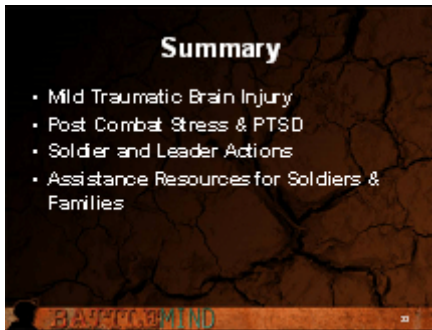 Summary
• Mild Traumatic Brain Injury
• Post Combat Stress & PTSD
• Soldier and Leader Actions
• Assistance Resources for Soldiers &
Families
BATTLEMIND
33